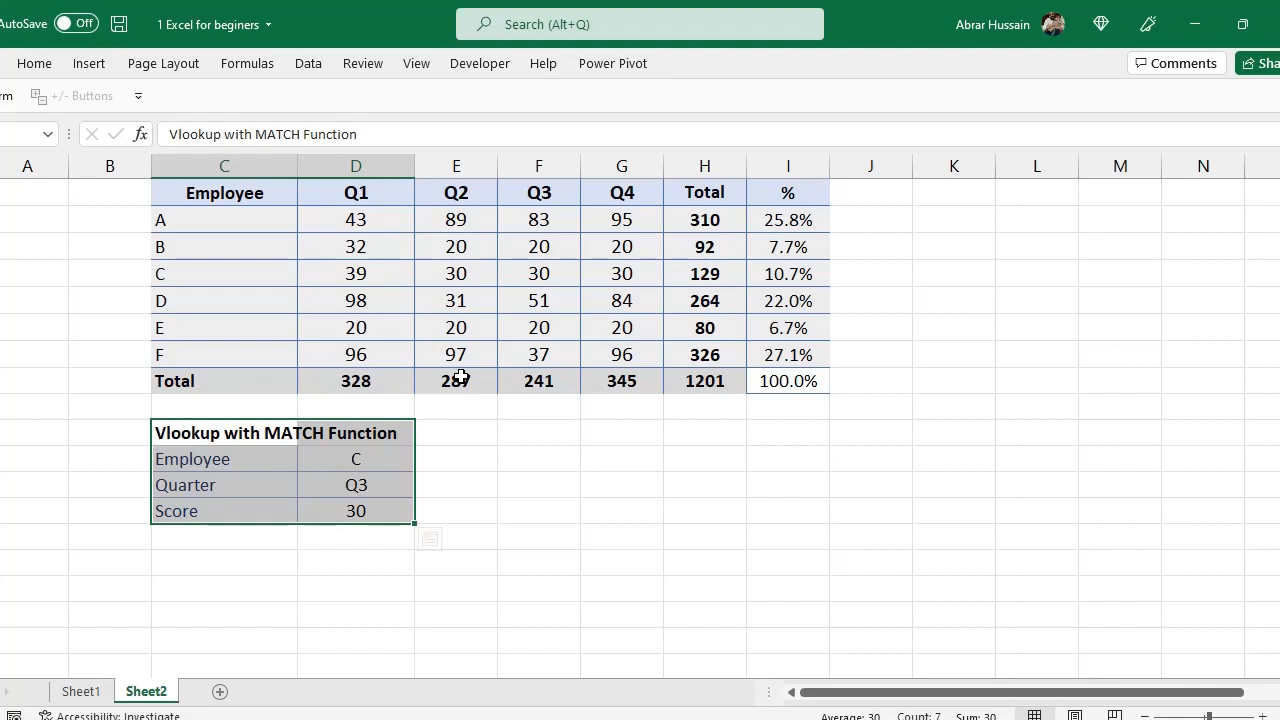 AutoSave Off 1 Excel for beginers Search (Alt+Q) Abrar Hussain
Home Insert Page Layout Formulas Data Review View Developer Help Power Pivot Comments Sha
rm +/- Buttons
fx Vlookup with MATCH Function
A B C D E F G H I J K L M N
Employee Q1 Q2 Q3 Q4 Total %
A 43 89 83 95 310 25.8%
B 32 20 20 20 92 7.7%
C 39 30 30 30 129 10.7%
D 98 31 51 84 264 22.0%
E 20 20 20 20 80 6.7%
F 96 97 37 96 326 27.1%
Total 328 287 241 345 1201 100.0%
Vlookup with MATCH Function
Employee C
Quarter Q3
Score 30
Sheet1 Sheet2
Accessibility: Investigate Average: 30 Count: 7 Sum: 30